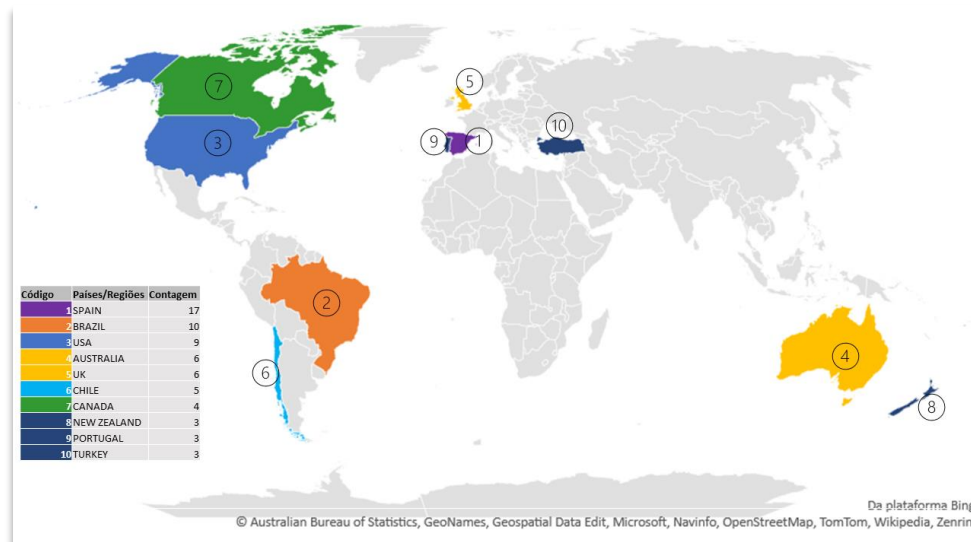 7
5
3
9
1
10
Código Países/Regiões Contagem
1 SPAIN 17
2 BRAZIL 10
3 USA 9
4 AUSTRALIA 6
5 UK 6
6 CHILE 5
7 CANADA 4
8 NEW ZEALAND 3
9 PORTUGAL 3
10 TURKEY 3
2
4
6
8
Da plataforma Bing
© Australian Bureau of Statistics, GeoNames, Geospatial Data Edit, Microsoft, Navinfo, OpenStreetMap, TomTom, Wikipedia, Zenrin